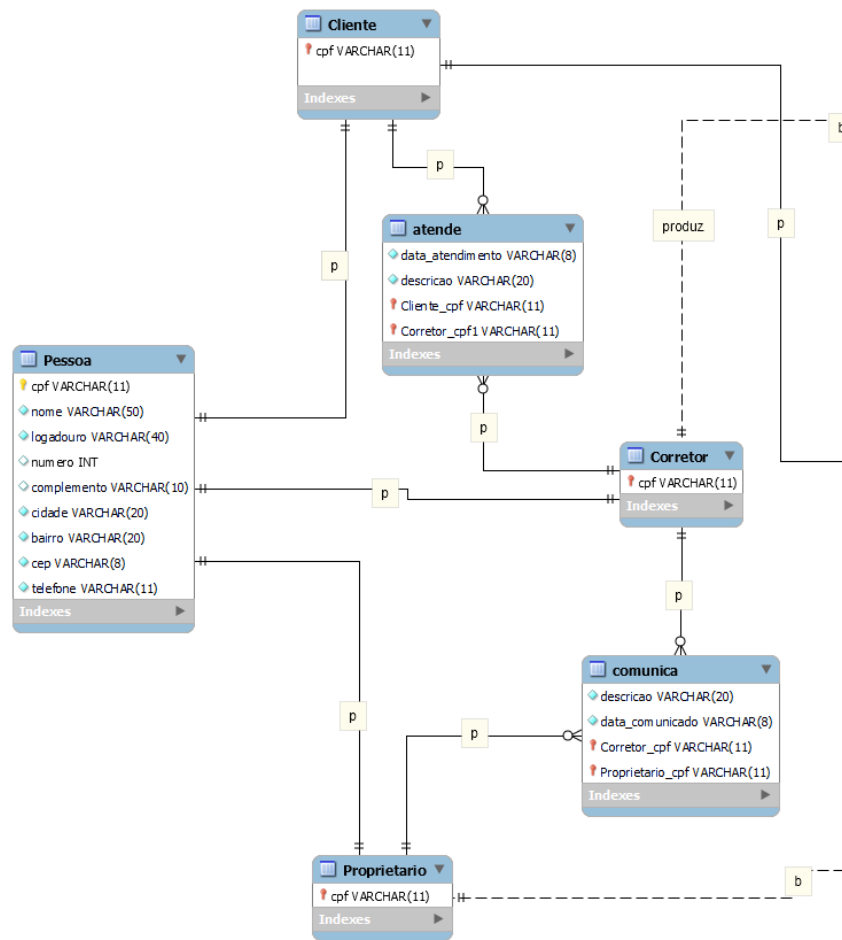 Cliente
cpf VARCHAR(11)
Indexes
p
b
atende
data_atendimento VARCHAR(8)
descricao VARCHAR(20)
Cliente_cpf VARCHAR(11)
Corretor_cpf1 VARCHAR(11)
Indexes
produz
p
p
Pessoa
cpf VARCHAR(11)
nome VARCHAR(50)
logadouro VARCHAR(40)
numero INT
complemento VARCHAR(10)
cidade VARCHAR(20)
bairro VARCHAR(20)
cep VARCHAR(8)
telefone VARCHAR(11)
Indexes
p
Corretor
cpf VARCHAR(11)
Indexes
p
p
comunica
descricao VARCHAR(20)
data_comunicado VARCHAR(8)
Corretor_cpf VARCHAR(11)
Proprietario_cpf VARCHAR(11)
Indexes
p
p
Proprietario
cpf VARCHAR(11)
Indexes
b